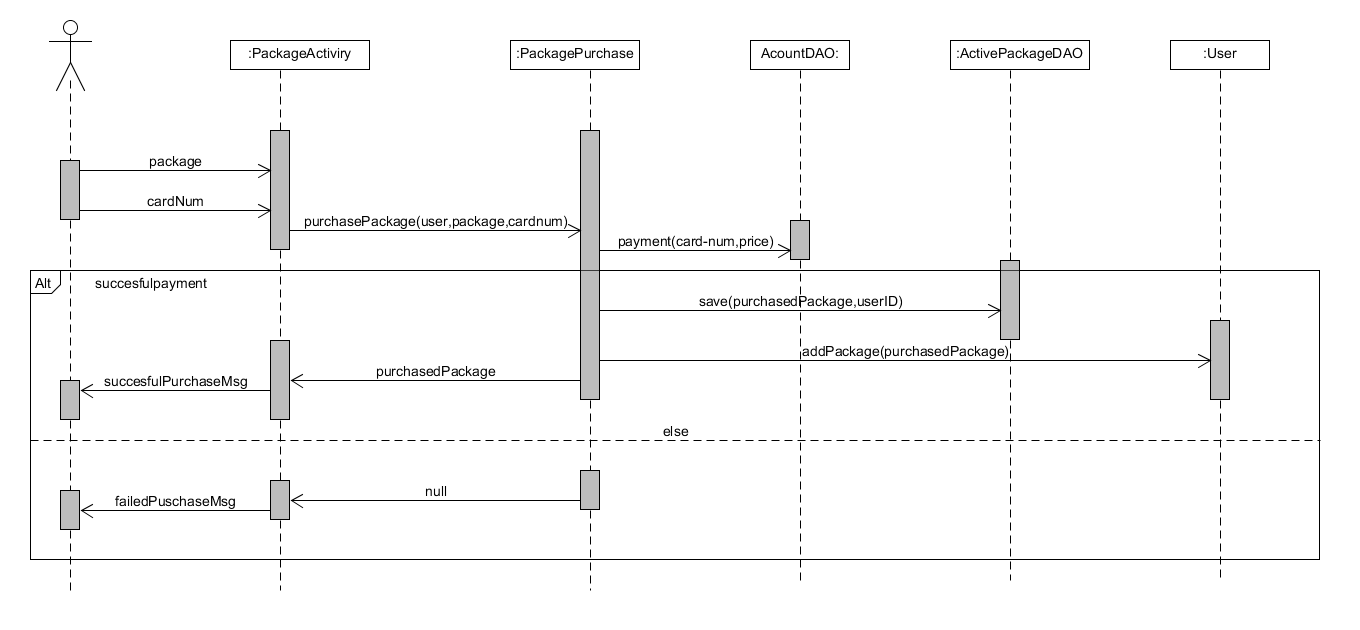 :PackageActiviry
:PackagePurchase
AcountDAO:
:ActivePackageDAO
:User
package
cardNum
purchasePackage(user,package,cardnum)
payment(card-num,price)
Alt
succesfulpayment
save(purchasedPackage,userID)
addPackage(purchasedPackage)
purchasedPackage
succesfulPurchaseMsg
else
null
failedPuschaseMsg